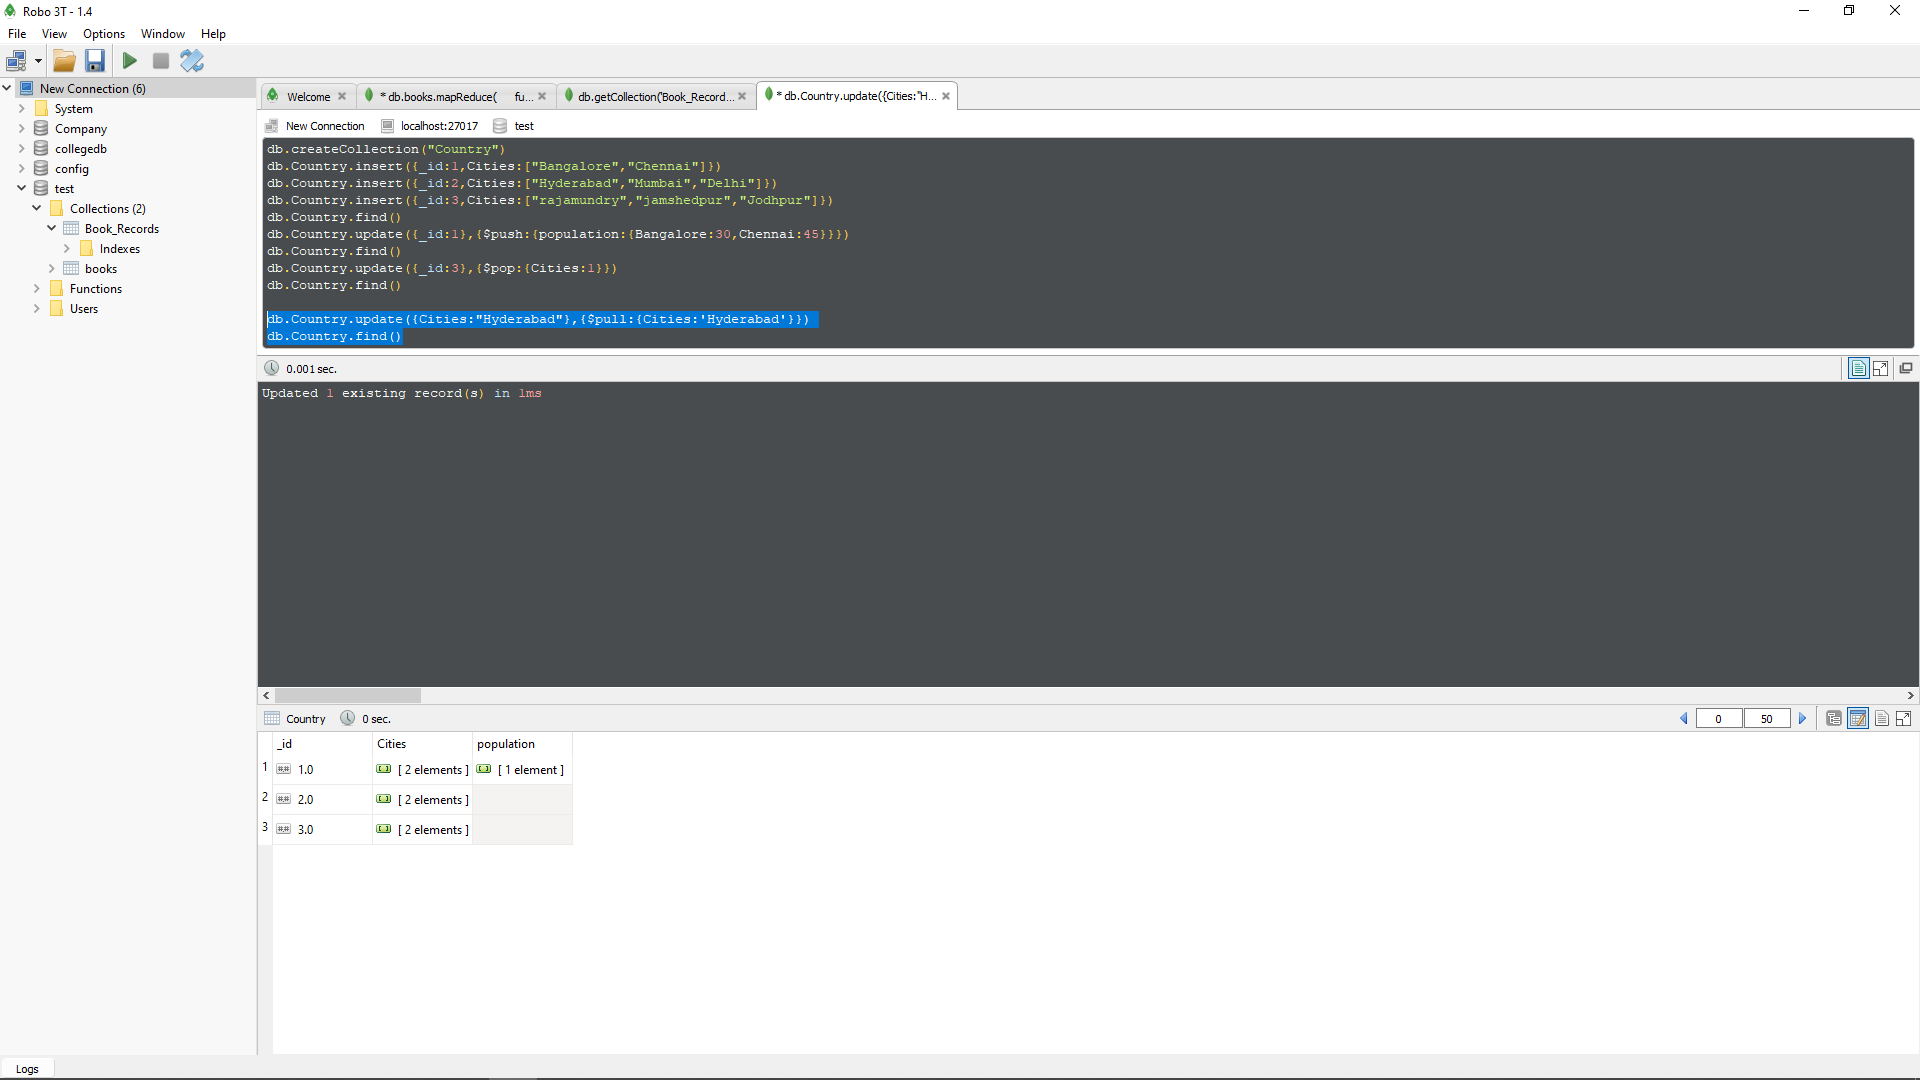 Robo 3T - 1.4
File View Options Window Help
New Connection (6)
System
Company
collegedb
config
test
Collections (2)
Book_Records
Indexes
books
Functions
Users
Welcome * db.books.mapReduce( fu... db.getCollection('Book_Record... * db.Country.update({Cities:"H...
New Connection localhost:27017 test
db.createCollection("Country")
db.Country.insert({_id:1,Cities:["Bangalore","Chennai"]})
db.Country.insert({_id:2,Cities:["Hyderabad","Mumbai","Delhi"]})
db.Country.insert({_id:3,Cities:["rajamundry","jamshedpur","Jodhpur"]})
db.Country.find()
db.Country.update({_id:1},{$push:{population:{Bangalore:30,Chennai:45}}})
db.Country.find()
db.Country.update({_id:3},{$pop:{Cities:1}})
db.Country.find()
db.Country.update({Cities:"Hyderabad"},{$pull:{Cities:'Hyderabad'}})
db.Country.find()
0.001 sec.
Updated 1 existing record(s) in 1ms
Country 0 sec. 0 50
_id Cities population
1 1.0 [ 2 elements ] [ 1 element ]
2 2.0 [ 2 elements ]
3 3.0 [ 2 elements ]
Logs